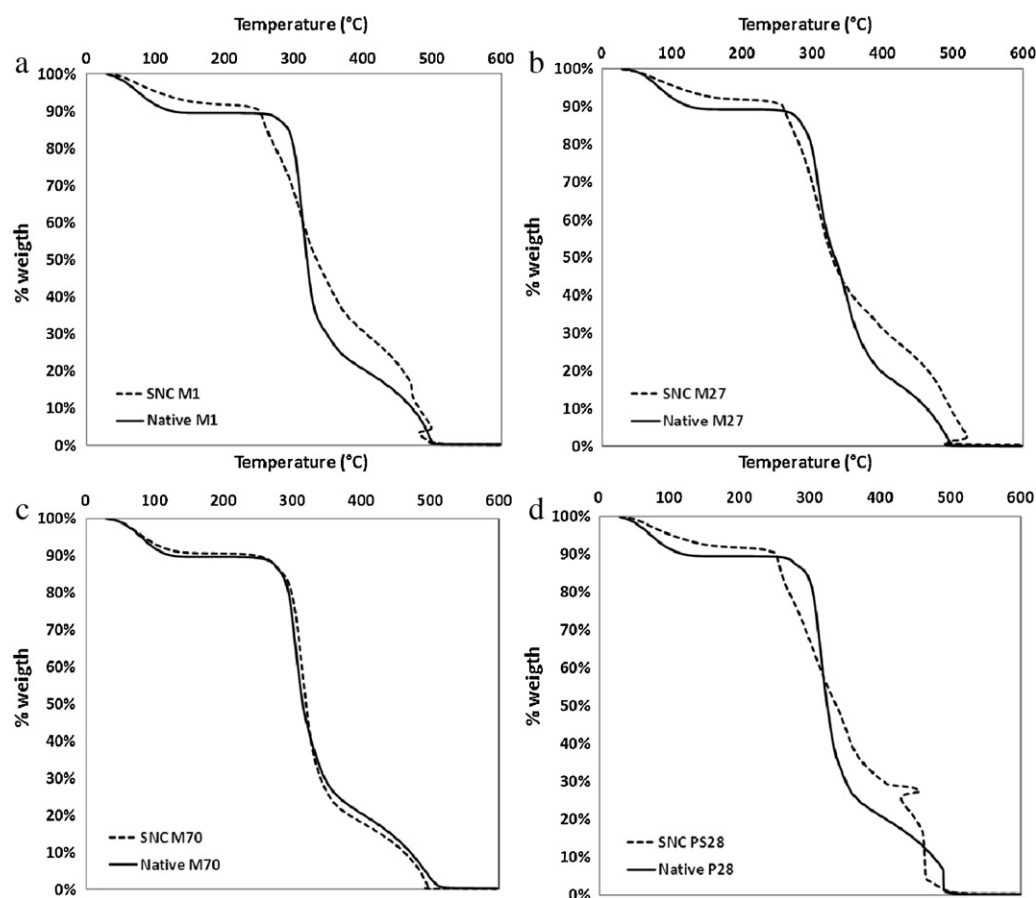 Temperature (°C)
0 100 200 300 400 500 600
a
100%
90%
80%
70%
60%
50%
40%
30%
20%
10%
0%
% weigth
SNC M1
Native M1
Temperature (°C)
0 100 200 300 400 500 600
b
100%
90%
80%
70%
60%
50%
40%
30%
20%
10%
0%
% weigth
SNC M27
Native M27
Temperature (°C)
0 100 200 300 400 500 600
c
100%
90%
80%
70%
60%
50%
40%
30%
20%
10%
0%
% weigth
SNC M70
Native M70
Temperature (°C)
0 100 200 300 400 500 600
d
100%
90%
80%
70%
60%
50%
40%
30%
20%
10%
0%
% weigth
SNC PS28
Native P28